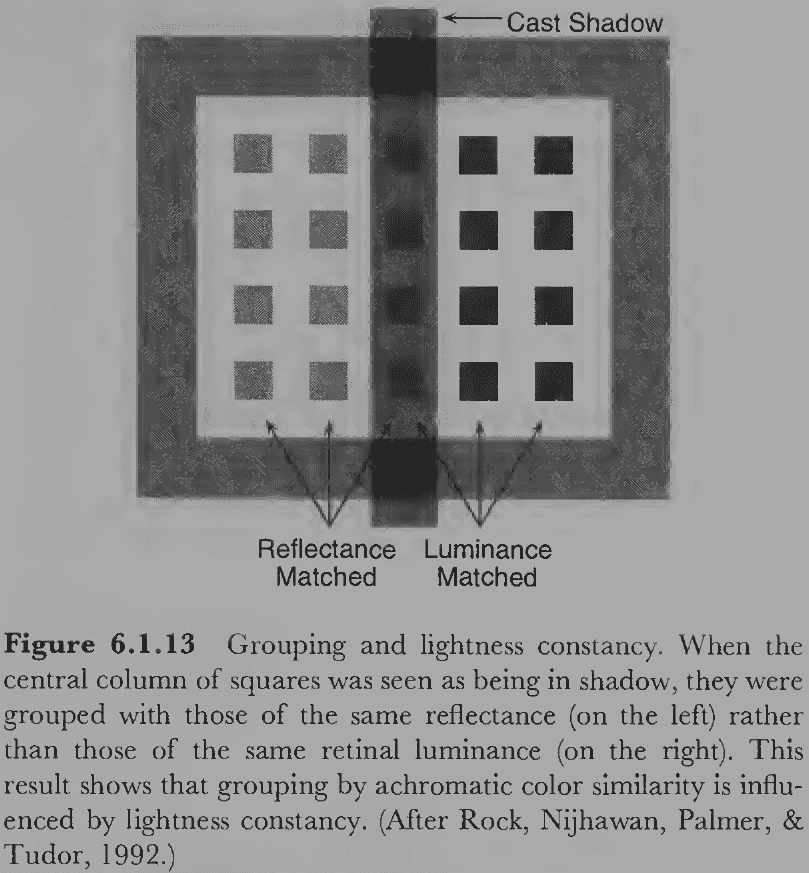 Cast Shadow
Reflectance Luminance
Matched Matched
Figure 6.1.13 Grouping and lightness constancy. When the
central column of squares was seen as being in shadow, they were
grouped with those of the same reflectance (on the left) rather
than those of the same retinal luminance (on the right). This
result shows that grouping by achromatic color similarity is influ-
enced by lightness constancy. (After Rock, Nijhawan, Palmer, &
Tudor, 1992.)